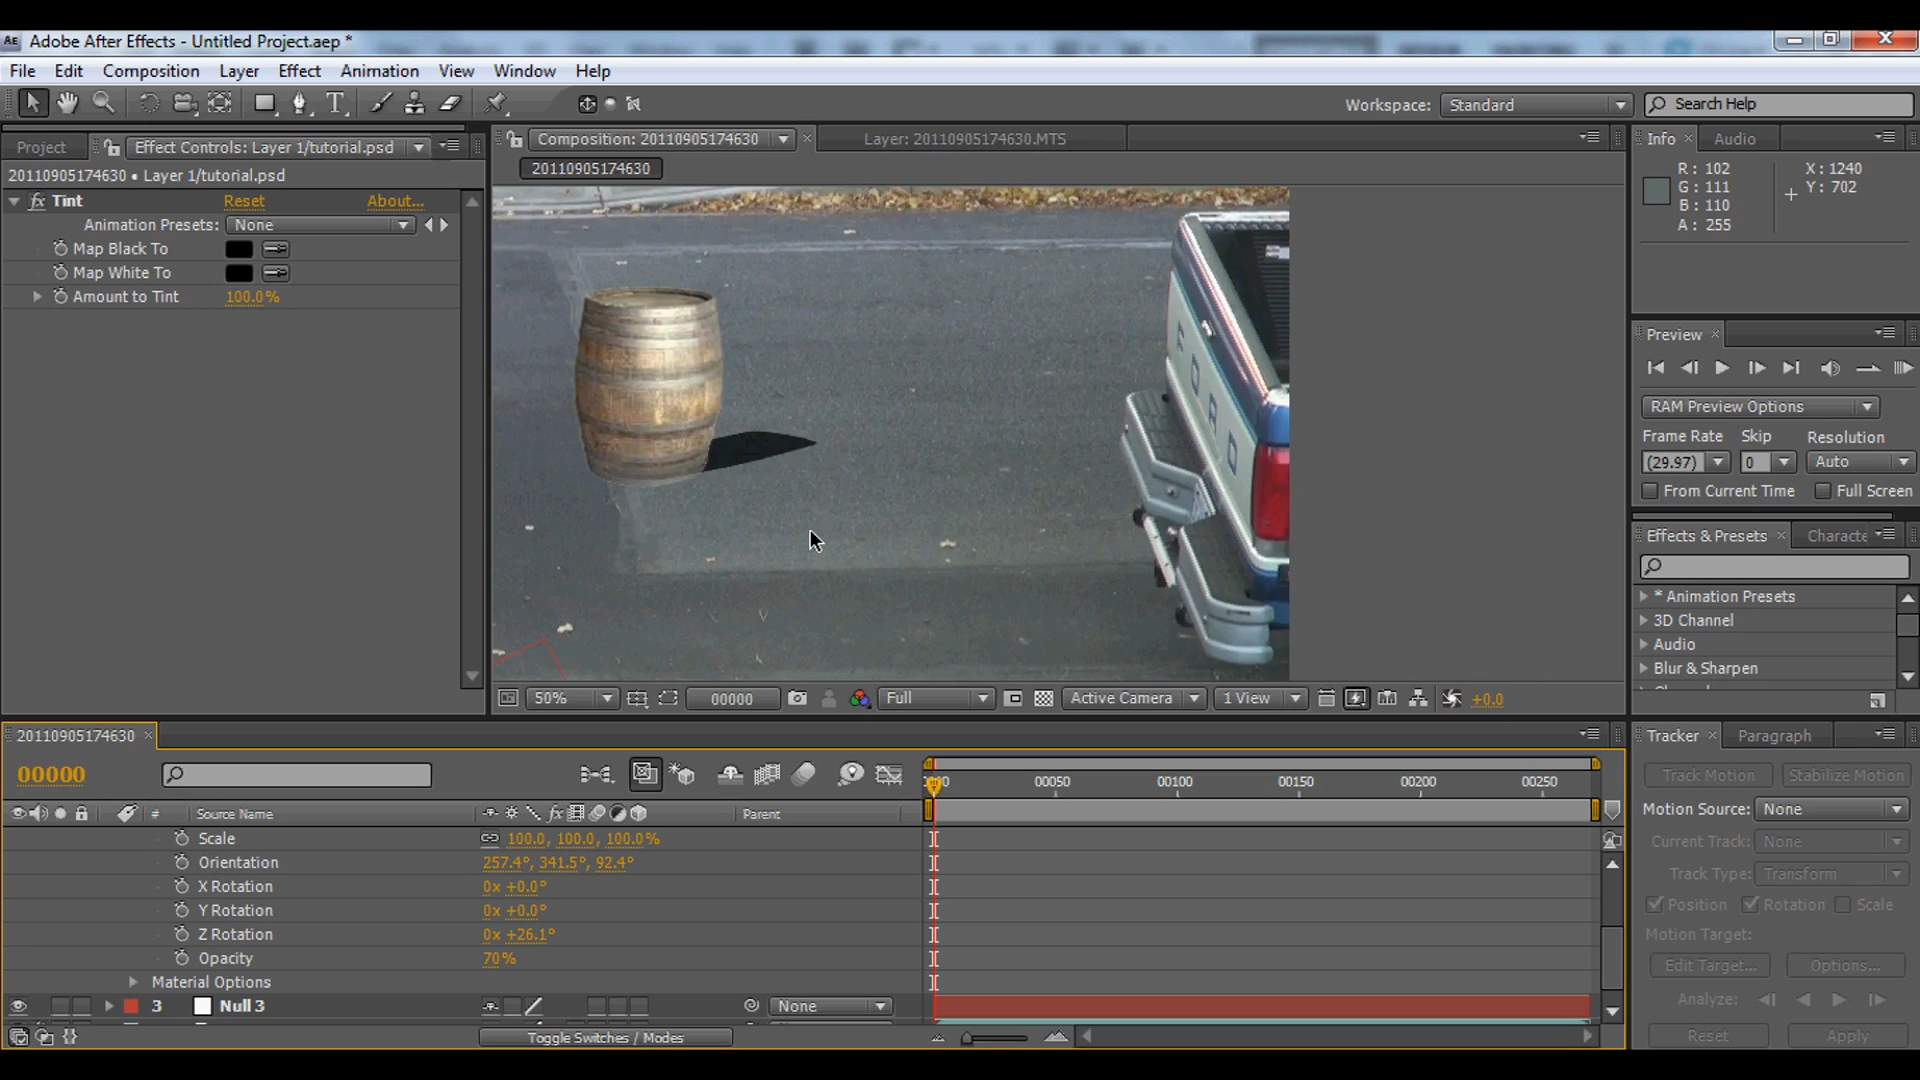 Adobe After Effects - Untitled Project.aep *
File Edit Composition Layer Effect Animation View Window Help
Workspace: Standard Search Help
Project Effect Controls: Layer 1/tutorial.psd
20110905174630 • Layer 1/tutorial.psd
Tint Reset About...
Animation Presets: None
Map Black To
Map White To
Amount to Tint 100.0%
Composition: 20110905174630 Layer: 20110905174630.MTS
20110905174630
FORD
50% 00000 Full Active Camera 1 View +0.0
Info Audio
R: 102 X: 1240
G: 111 Y: 702
B: 110
A: 255
Preview
RAM Preview Options
Frame Rate Skip Resolution
(29.97) 0 Auto
From Current Time Full Screen
Effects & Presets Characte
* Animation Presets
3D Channel
Audio
Blur & Sharpen
20110905174630
00000
00050 00100 00150 00200 00250
# Source Name Parent
Scale 100.0, 100.0, 100.0%
Orientation 257.4°, 341.5°, 92.4°
X Rotation 0x +0.0°
Y Rotation 0x +0.0°
Z Rotation 0x +26.1°
Opacity 70%
Material Options
3 Null 3 None
Toggle Switches / Modes
Tracker Paragraph
Track Motion Stabilize Motion
Motion Source: None
Current Track: None
Track Type: Transform
Position Rotation Scale
Motion Target:
Edit Target... Options...
Analyze:
Reset Apply